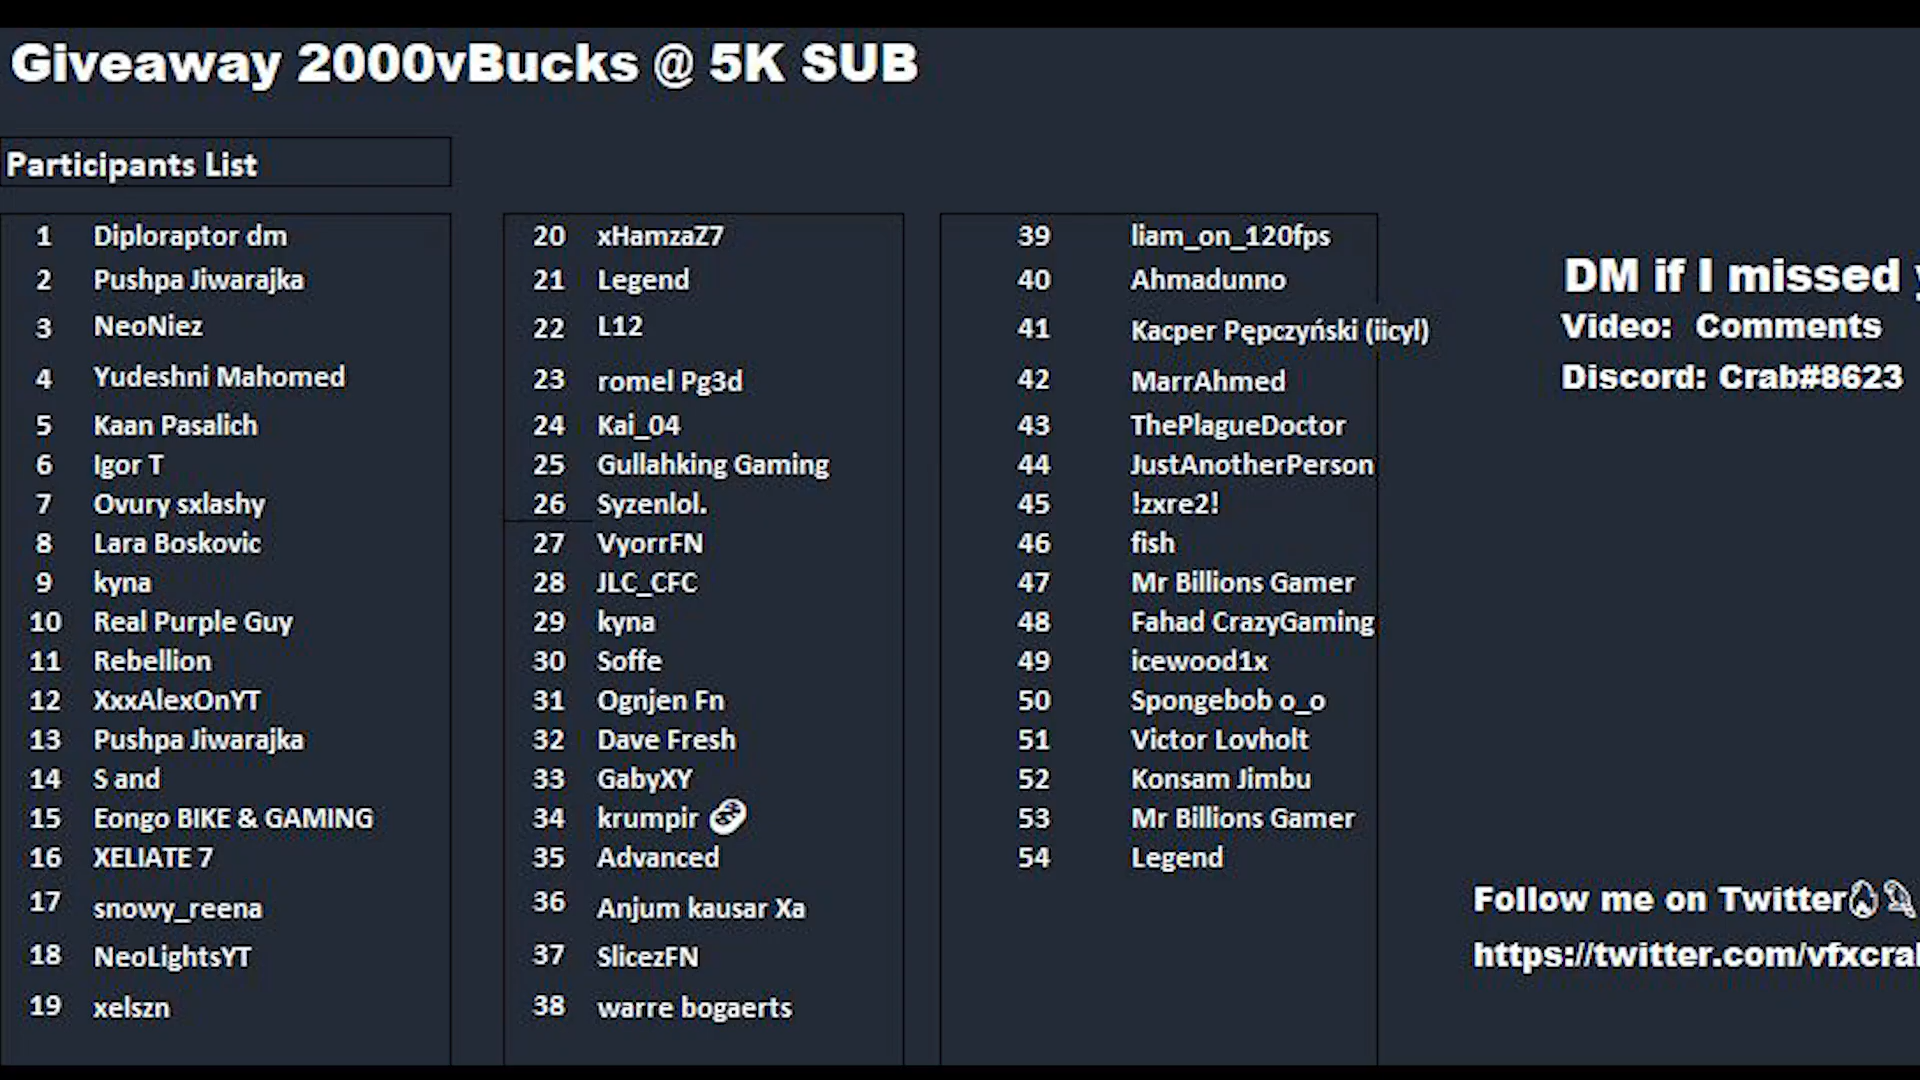 Giveaway 2000vBucks @ 5K SUB
Participants List
1 Diploraptor dm
2 Pushpa Jiwarajka
3 NeoNiez
4 Yudeshni Mahomed
5 Kaan Pasalich
6 Igor T
7 Ovury sxlashy
8 Lara Boskovic
9 kyna
10 Real Purple Guy
11 Rebellion
12 XxxAlexOnYT
13 Pushpa Jiwarajka
14 S and
15 Eongo BIKE & GAMING
16 XELIATE 7
17 snowy_reena
18 NeoLightsYT
19 xelszn
20 xHamzaZ7
21 Legend
22 L12
23 romel Pg3d
24 Kai_04
25 Gullahking Gaming
26 Syzenlol.
27 VyorrFN
28 JLC_CFC
29 kyna
30 Soffe
31 Ognjen Fn
32 Dave Fresh
33 GabyXY
34 krumpir 🥔
35 Advanced
36 Anjum kausar Xa
37 SlicezFN
38 warre bogaerts
39 liam_on_120fps
40 Ahmadunno
41 Kacper Pępczyński (iicyl)
42 MarrAhmed
43 ThePlagueDoctor
44 JustAnotherPerson
45 !zxre2!
46 fish
47 Mr Billions Gamer
48 Fahad CrazyGaming
49 icewood1x
50 Spongebob o_o
51 Victor Lovholt
52 Konsam Jimbu
53 Mr Billions Gamer
54 Legend
DM if I missed
Video: Comments
Discord: Crab#8623
Follow me on Twitter
https://twitter.com/vfxcra